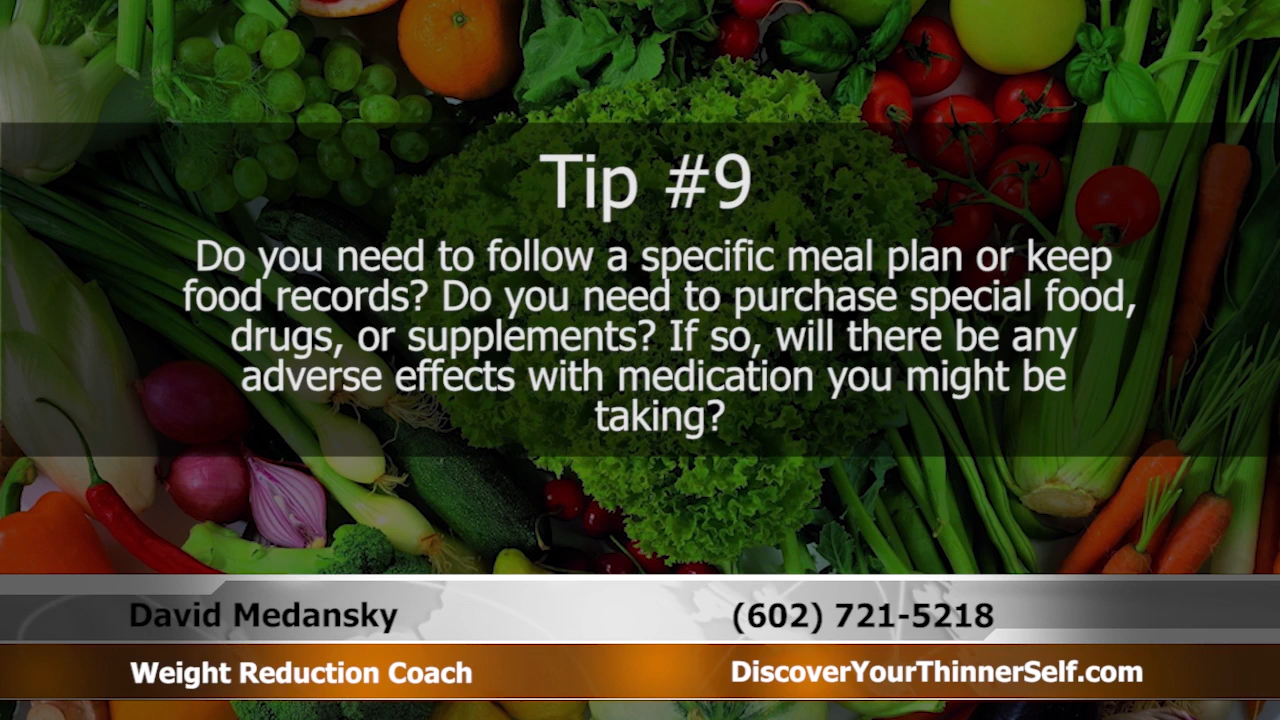 Tip #9
Do you need to follow a specific meal plan or keep
food records? Do you need to purchase special food,
drugs, or supplements? If so, will there be any
adverse effects with medication you might be
taking?
David Medansky
(602) 721-5218
Weight Reduction Coach
DiscoverYourThinnerSelf.com